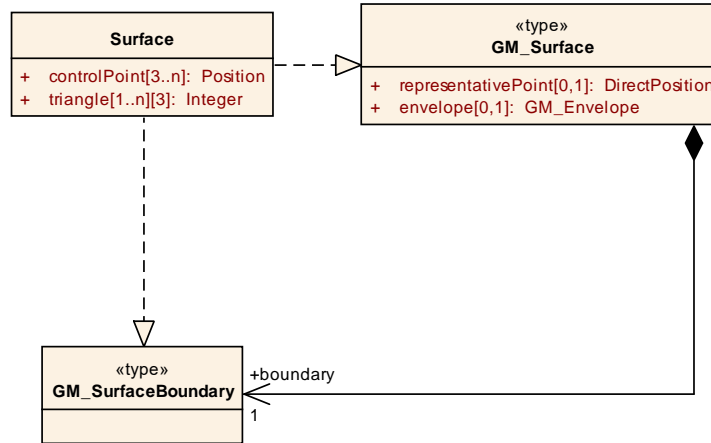 Surface
+ controlPoint[3..n]: Position
+ triangle[1..n][3]: Integer
«type»
GM_Surface
+ representativePoint[0,1]: DirectPosition
+ envelope[0,1]: GM_Envelope
«type»
GM_SurfaceBoundary
+boundary
1